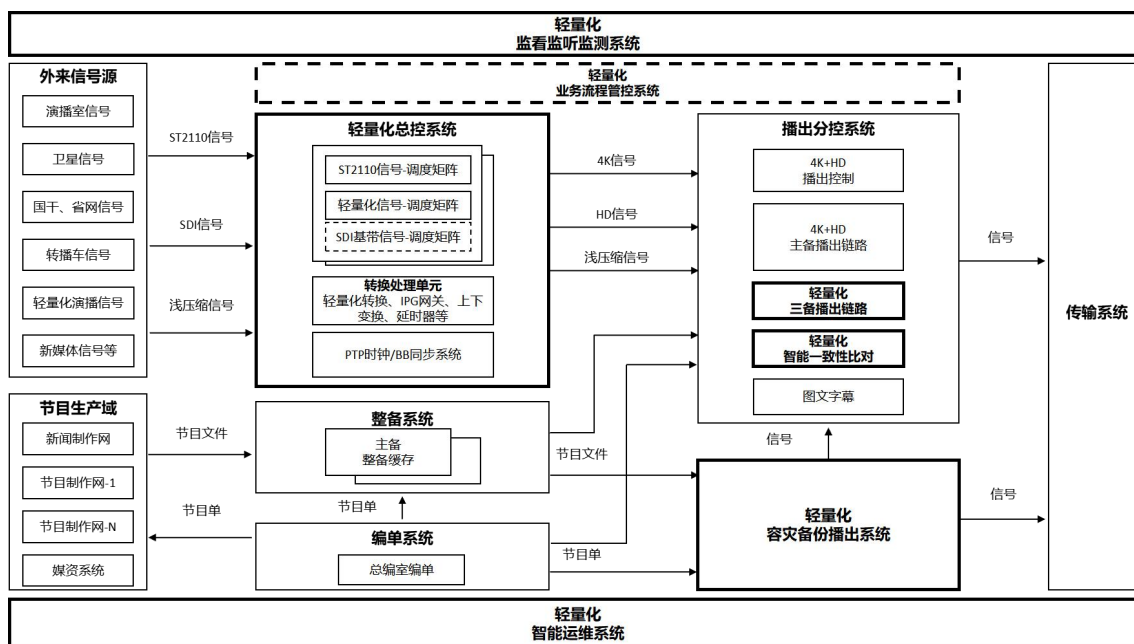 轻量化
监看监听监测系统
外来信号源
演播室信号
卫星信号
国干、省网信号
转播车信号
轻量化演播信号
新媒体信号等
ST2110信号
SDI信号
浅压缩信号
轻量化
业务流程管控系统
轻量化总控系统
ST2110信号-调度矩阵
轻量化信号-调度矩阵
SDI基带信号-调度矩阵
转换处理单元
轻量化转换、IPG网关、上下
变换、延时器等
PTP时钟/BB同步系统
4K信号
HD信号
浅压缩信号
播出分控系统
4K+HD
播出控制
4K+HD
主备播出链路
轻量化
三备播出链路
轻量化
智能一致性比对
图文字幕
信号
传输系统
节目生产域
新闻制作网
节目制作网-1
节目制作网-N
媒资系统
节目文件
节目单
整备系统
主备
整备缓存
节目单
编单系统
总编室编单
节目文件
节目单
信号
轻量化
容灾备份播出系统
信号
轻量化
智能运维系统